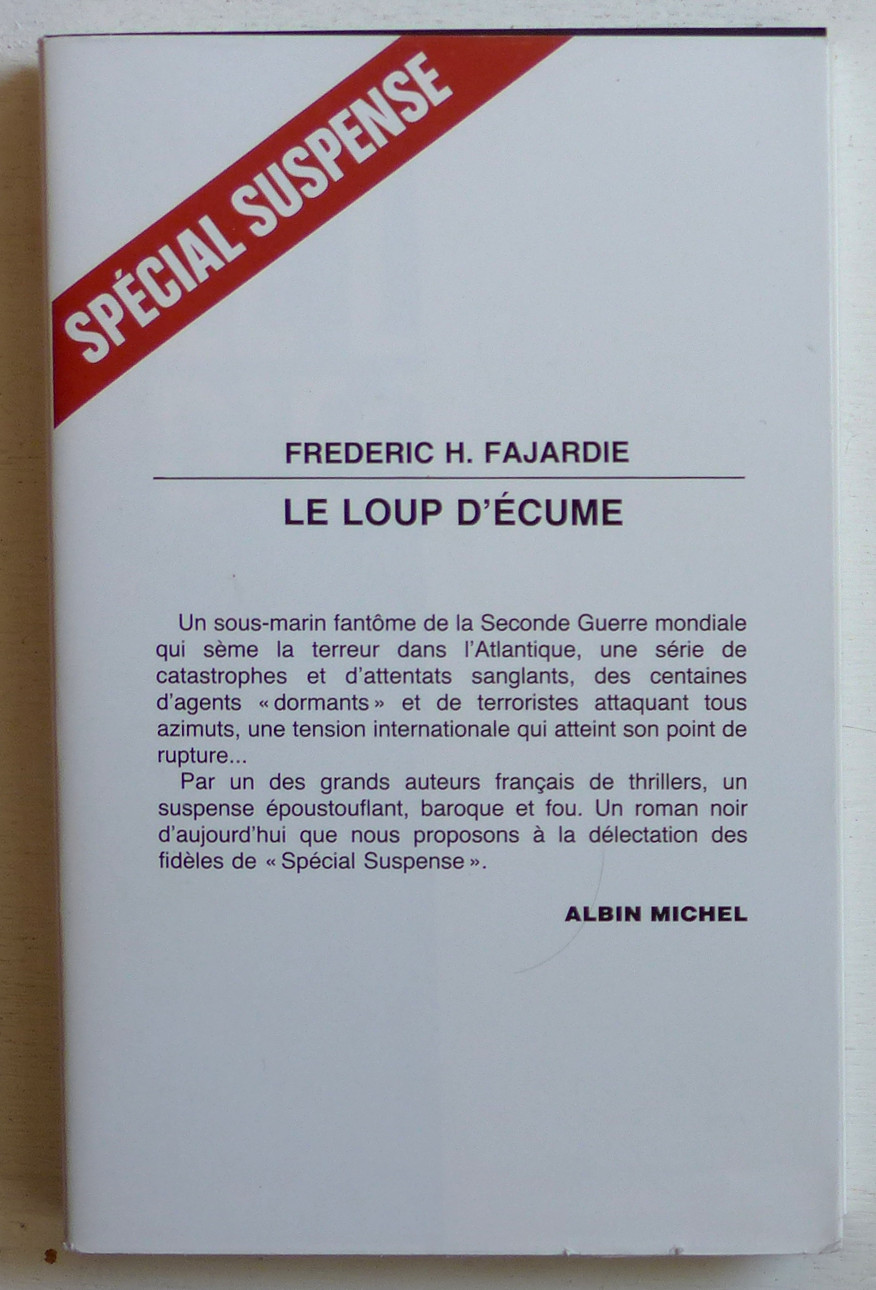 SPÉCIAL SUSPENSE
FREDERIC H. FAJARDIE
LE LOUP D'ÉCUME
Un sous-marin fantôme de la Seconde Guerre mondiale
qui sème la terreur dans l'Atlantique, une série de
catastrophes et d'attentats sanglants, des centaines
d'agents « dormants » et de terroristes attaquant tous
azimuts, une tension internationale qui atteint son point de
rupture...
Par un des grands auteurs français de thrillers, un
suspense époustouflant, baroque et fou. Un roman noir
d'aujourd'hui que nous proposons à la délectation des
fidèles de « Spécial Suspense ».
ALBIN MICHEL